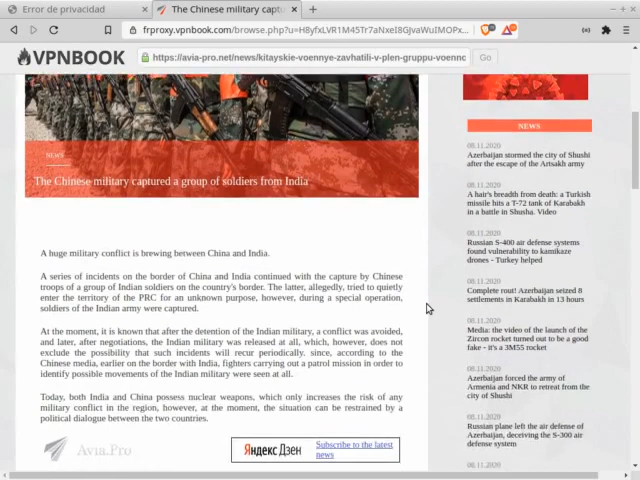 Error de privacidad
The Chinese military captu
frproxy.vpnbook.com/browse.php?u=H8yfxLVR1M45Tr7aNxeI8GJvaWuIMOPx...
VPNBOOK
https://avia-pro.net/news/kitayskie-voennye-zavhatili-v-plen-gruppu-voennc
Go
NEWS
The Chinese military captured a group of soldiers from India
A huge military conflict is brewing between China and India.
A series of incidents on the border of China and India continued with the capture by Chinese
troops of a group of Indian soldiers on the country's border. The latter, allegedly, tried to quietly
enter the territory of the PRC for an unknown purpose, however, during a special operation,
soldiers of the Indian army were captured.
At the moment, it is known that after the detention of the Indian military, a conflict was avoided,
and later, after negotiations, the Indian military was released at all, which, however, does not
exclude the possibility that such incidents will recur periodically. since, according to the
Chinese media, earlier on the border with India, fighters carrying out a patrol mission in order to
identify possible movements of the Indian military were seen at all.
Today, both India and China possess nuclear weapons, which only increases the risk of any
military conflict in the region, however, at the moment, the situation can be restrained by a
political dialogue between the two countries.
Avia.Pro
Яндекс Дзен
Subscribe to the latest
news
NEWS
08.11.2020
Azerbaijan stormed the city of Shushi
after the escape of the Artsakh army
08.11.2020
A hair's breadth from death: a Turkish
missile hits a T-72 tank of Karabakh
in a battle in Shusha. Video
08.11.2020
Russian S-400 air defense systems
found vulnerability to kamikaze
drones - Turkey helped
08.11.2020
Complete rout! Azerbaijan seized 8
settlements in Karabakh in 13 hours
08.11.2020
Media: the video of the launch of the
Zircon rocket turned out to be a good
fake - it's a 3M55 rocket
08.11.2020
Azerbaijan forced the army of
Armenia and NKR to retreat from the
city of Shushi
08.11.2020
Russian plane left the air defense of
Azerbaijan, deceiving the S-300 air
defense system
08.11.2020